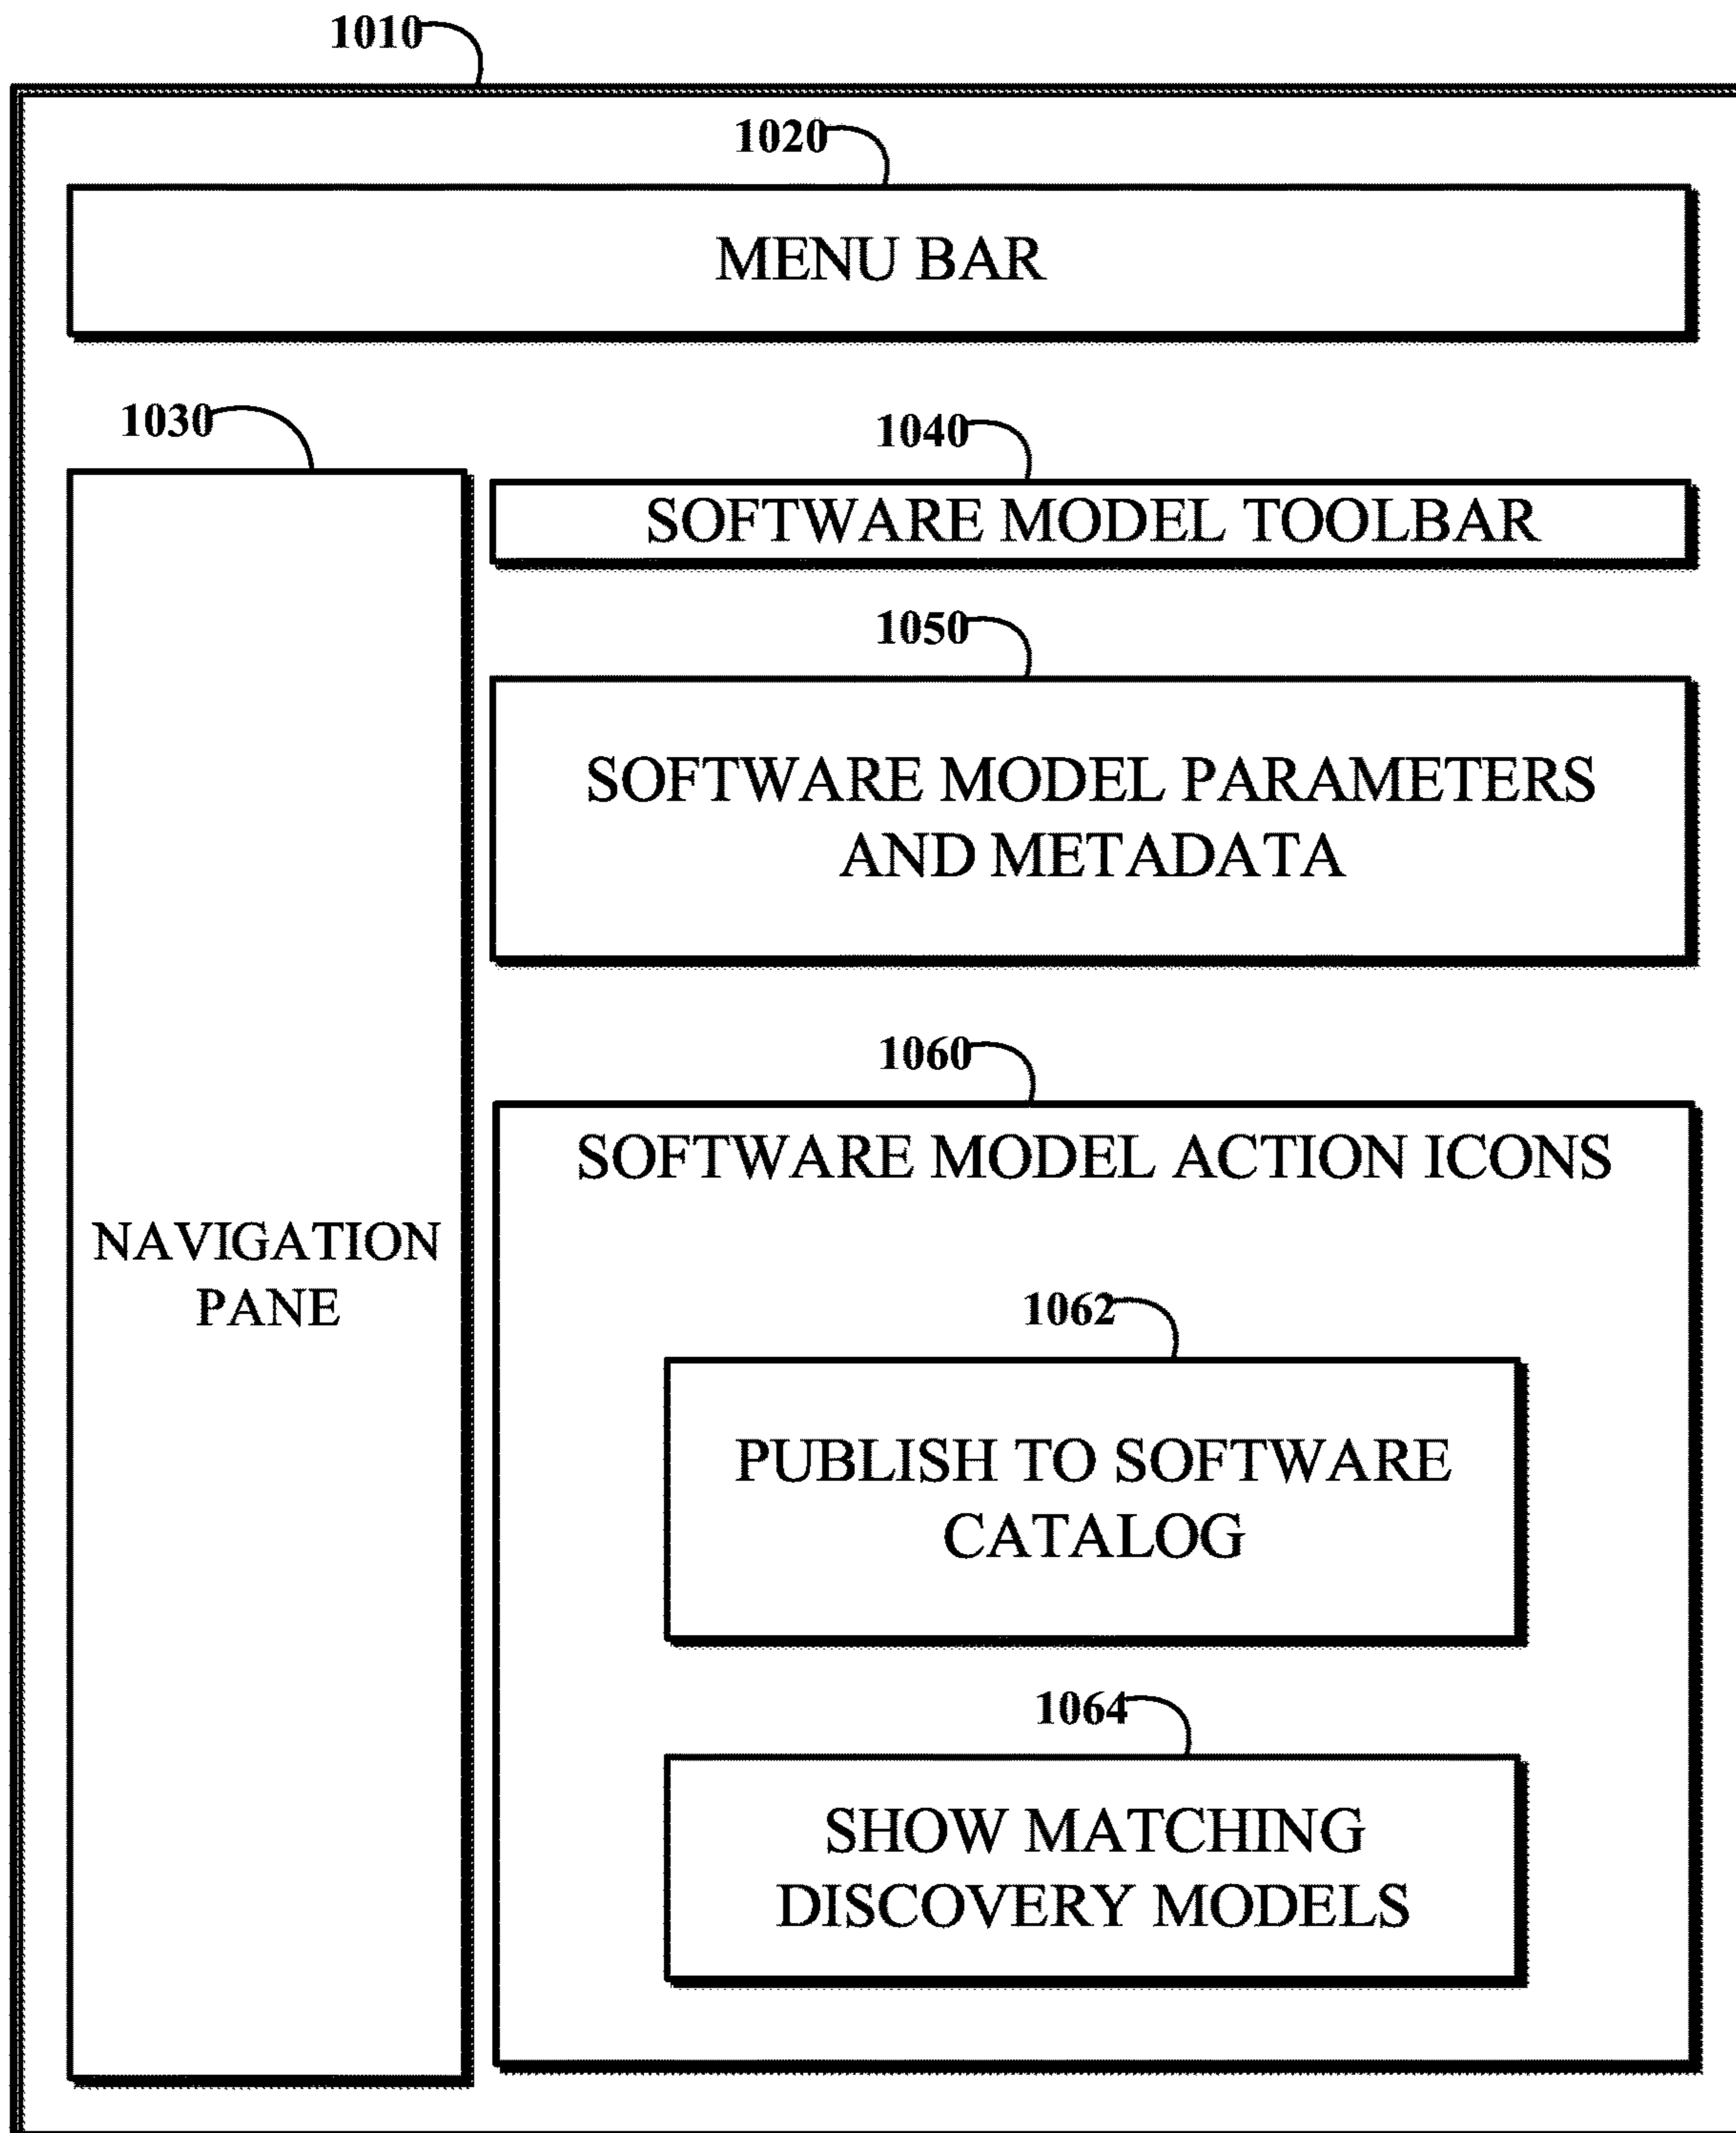 1010
1020
MENU BAR
1030
1040
SOFTWARE MODEL TOOLBAR
1050
SOFTWARE MODEL PARAMETERS
AND METADATA
NAVIGATION
PANE
1060
SOFTWARE MODEL ACTION ICONS
1062
PUBLISH TO SOFTWARE
CATALOG
1064
SHOW MATCHING
DISCOVERY MODELS